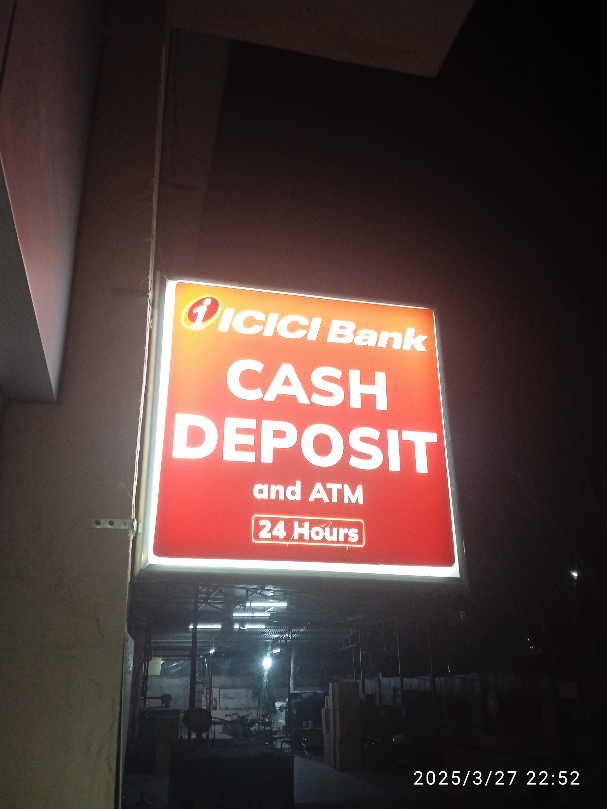 i ICICI Bank
CASH
DEPOSIT
and ATM
24 Hours
2025/3/27 22:52